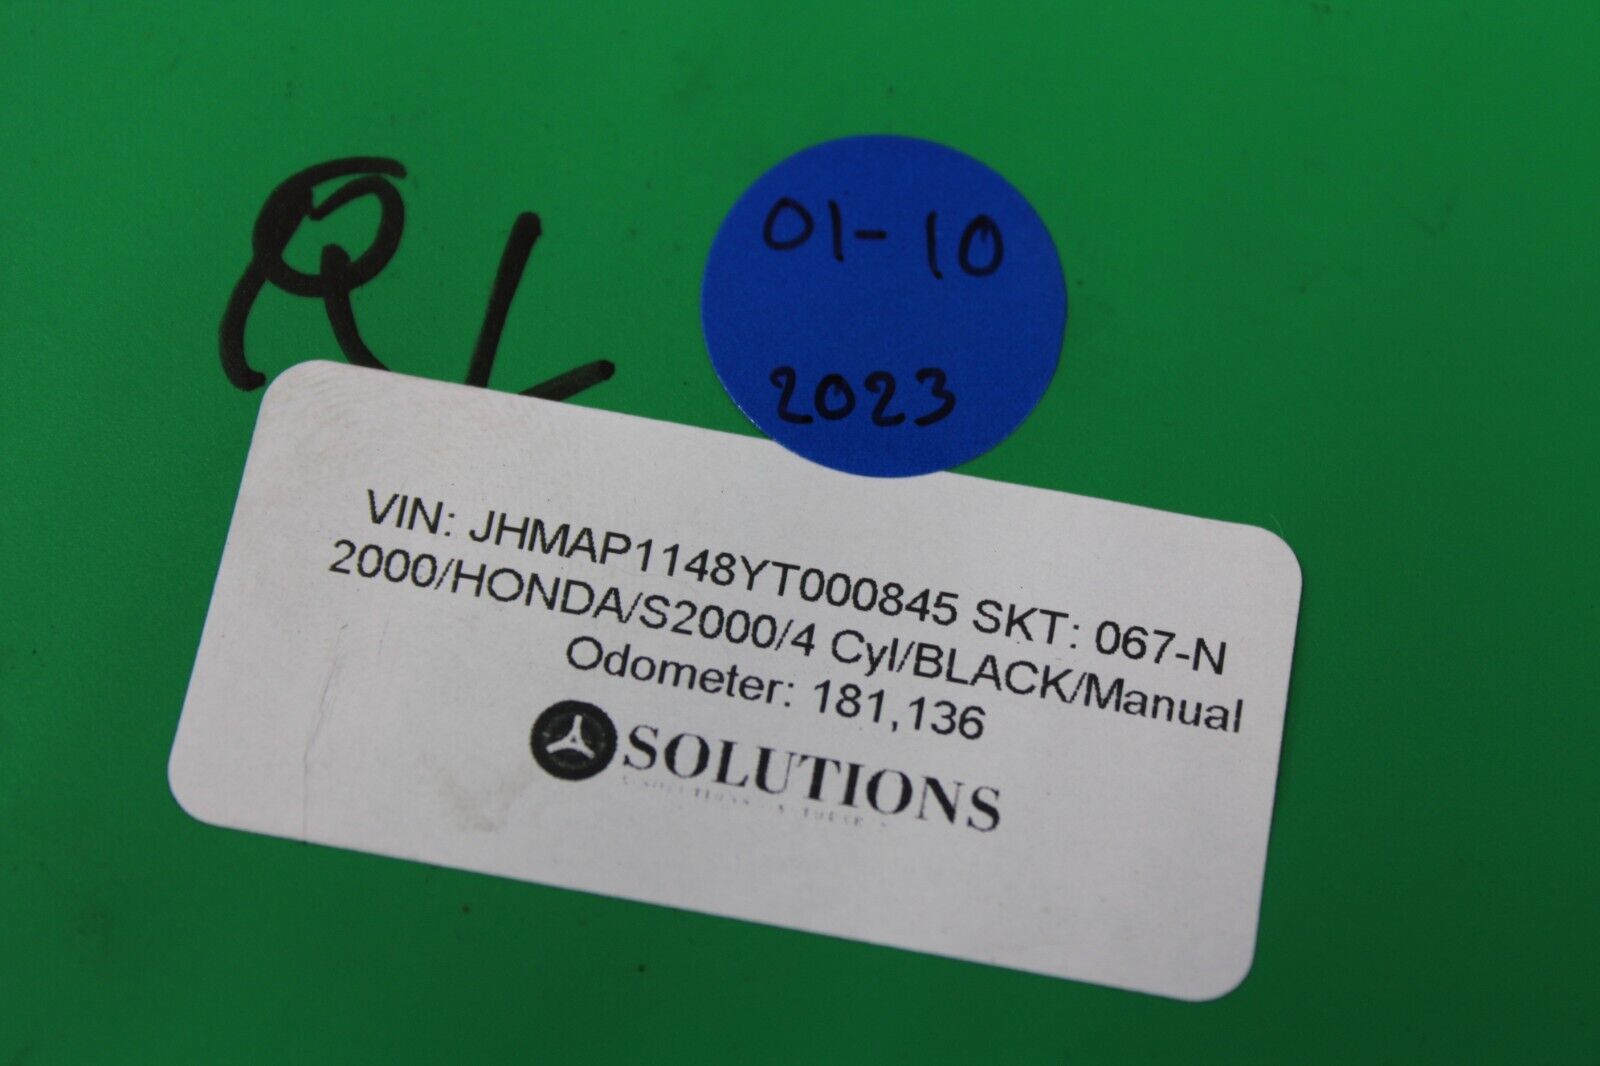 RL
01-10
2023
VIN: JHMAP1148YT000845 SKT: 067-N
2000/HONDA/S2000/4 Cyl/BLACK/Manual
Odometer: 181,136
SOLUTIONS